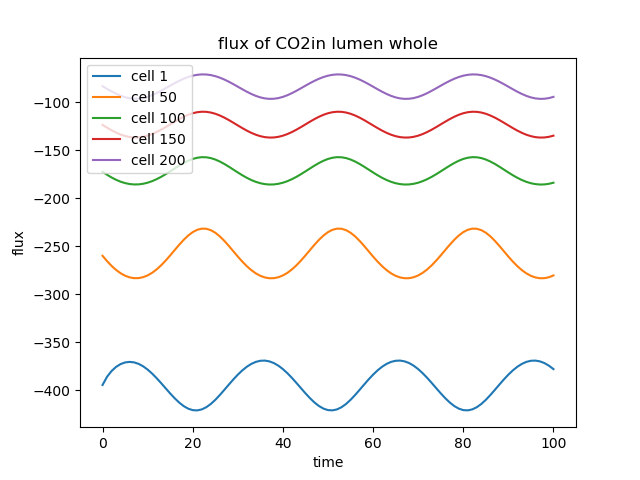 flux of CO2in lumen whole
cell 1
cell 50
cell 100
cell 150
cell 200
−100
−150
−200
−250
−300
−350
−400
flux
0
20
40
60
80
100
time